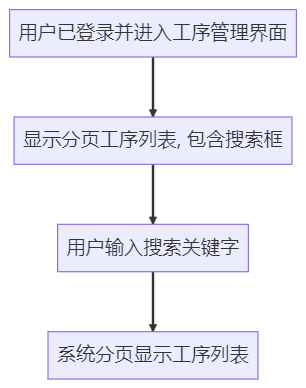 用户已登录并进入工序管理界面
显示分页工序列表, 包含搜索框
用户输入搜索关键字
系统分页显示工序列表